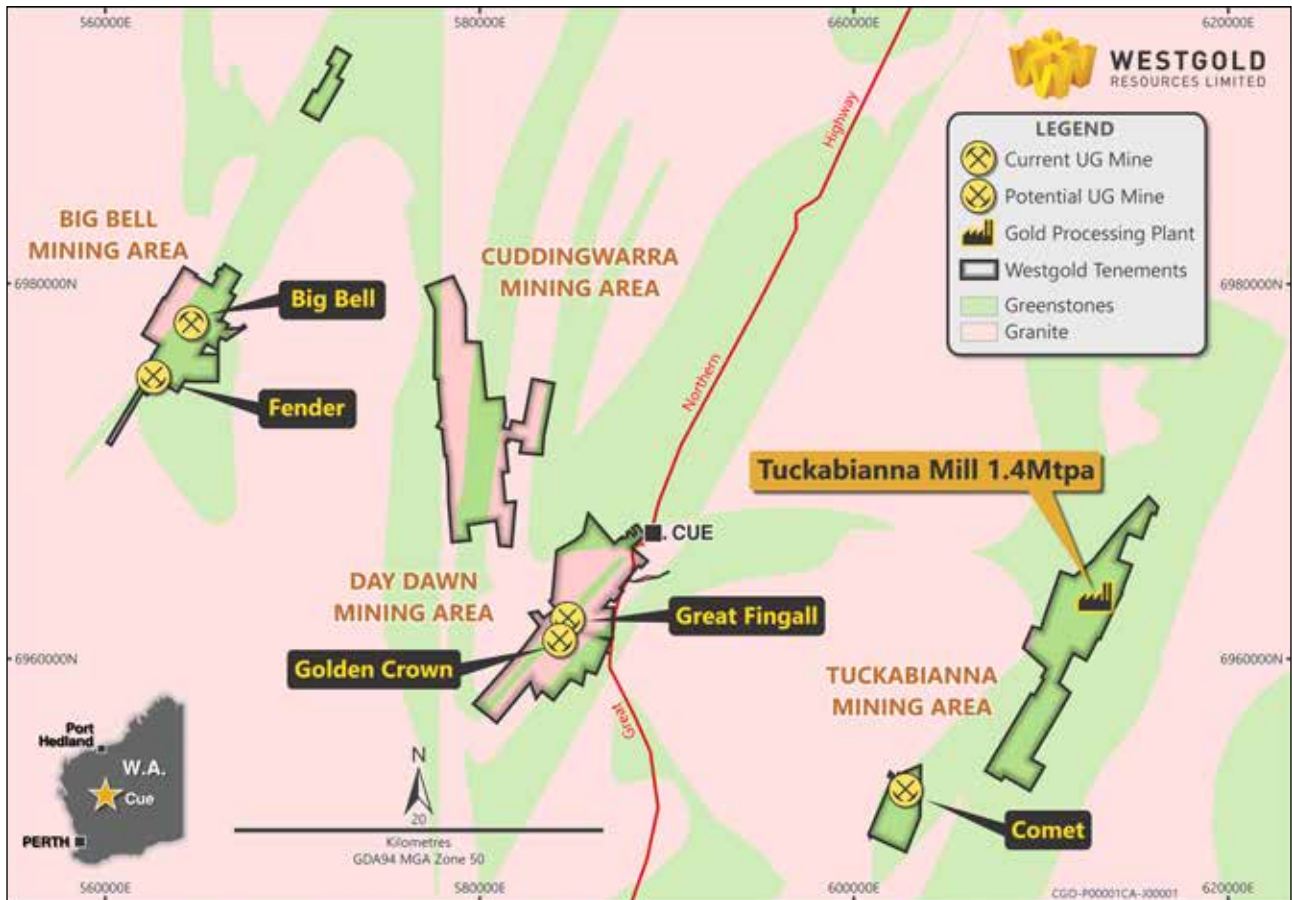 560000E
580000E
660000E
620000E
WESTGOLD
RESOURCES LIMITED
LEGEND
Current UG Mine
Potential UG Mine
Gold Processing Plant
Westgold Tenements
Greenstones
Granite
Highway
BIG BELL
MINING AREA
CUDDINGWARRA
MINING AREA
6980000N
6980000N
Big Bell
Fender
Northern
Tuckabianna Mill 1.4Mtpa
CUE
DAY DAWN
MINING AREA
Great Fingall
Golden Crown
6960000N
6960000N
TUCKABIANNA
MINING AREA
Great
Port
Hedland
W.A.
Cue
PERTH
N
20
Kilometres
GDA94 MGA Zone 50
Comet
560000E
580000E
600000E
620000E
CGO-P00001CA-J00001